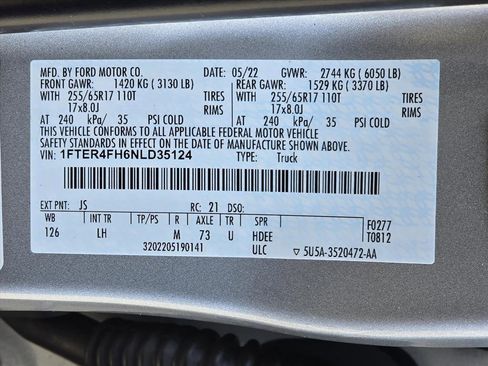 MFD. BY FORD MOTOR CO. DATE: 05/22 GVWR: 2744 KG ( 6050 LB)
FRONT GAWR: 1420 KG ( 3130 LB) REAR GAWR: 1529 KG ( 3370 LB)
WITH 255/65R17 110T TIRES WITH 255/65R17 110T TIRES
17x8.0J RIMS 17x8.0J RIMS
AT 240 kPa/ 35 PSI COLD AT 240 kPa/ 35 PSI COLD
THIS VEHICLE CONFORMS TO ALL APPLICABLE FEDERAL MOTOR VEHICLE
SAFETY STANDARDS IN EFFECT ON THE DATE OF MANUFACTURE SHOWN ABOVE.
VIN: 1FTER4FH6NLD35124 TYPE: Truck
EXT PNT: JS RC: 21 DSO:
WB INT TR TP/PS R AXLE TR SPR F0277
126 LH M 73 U HDEE T0812
3202205190141 ULC ▽ 5U5A-3520472-AA